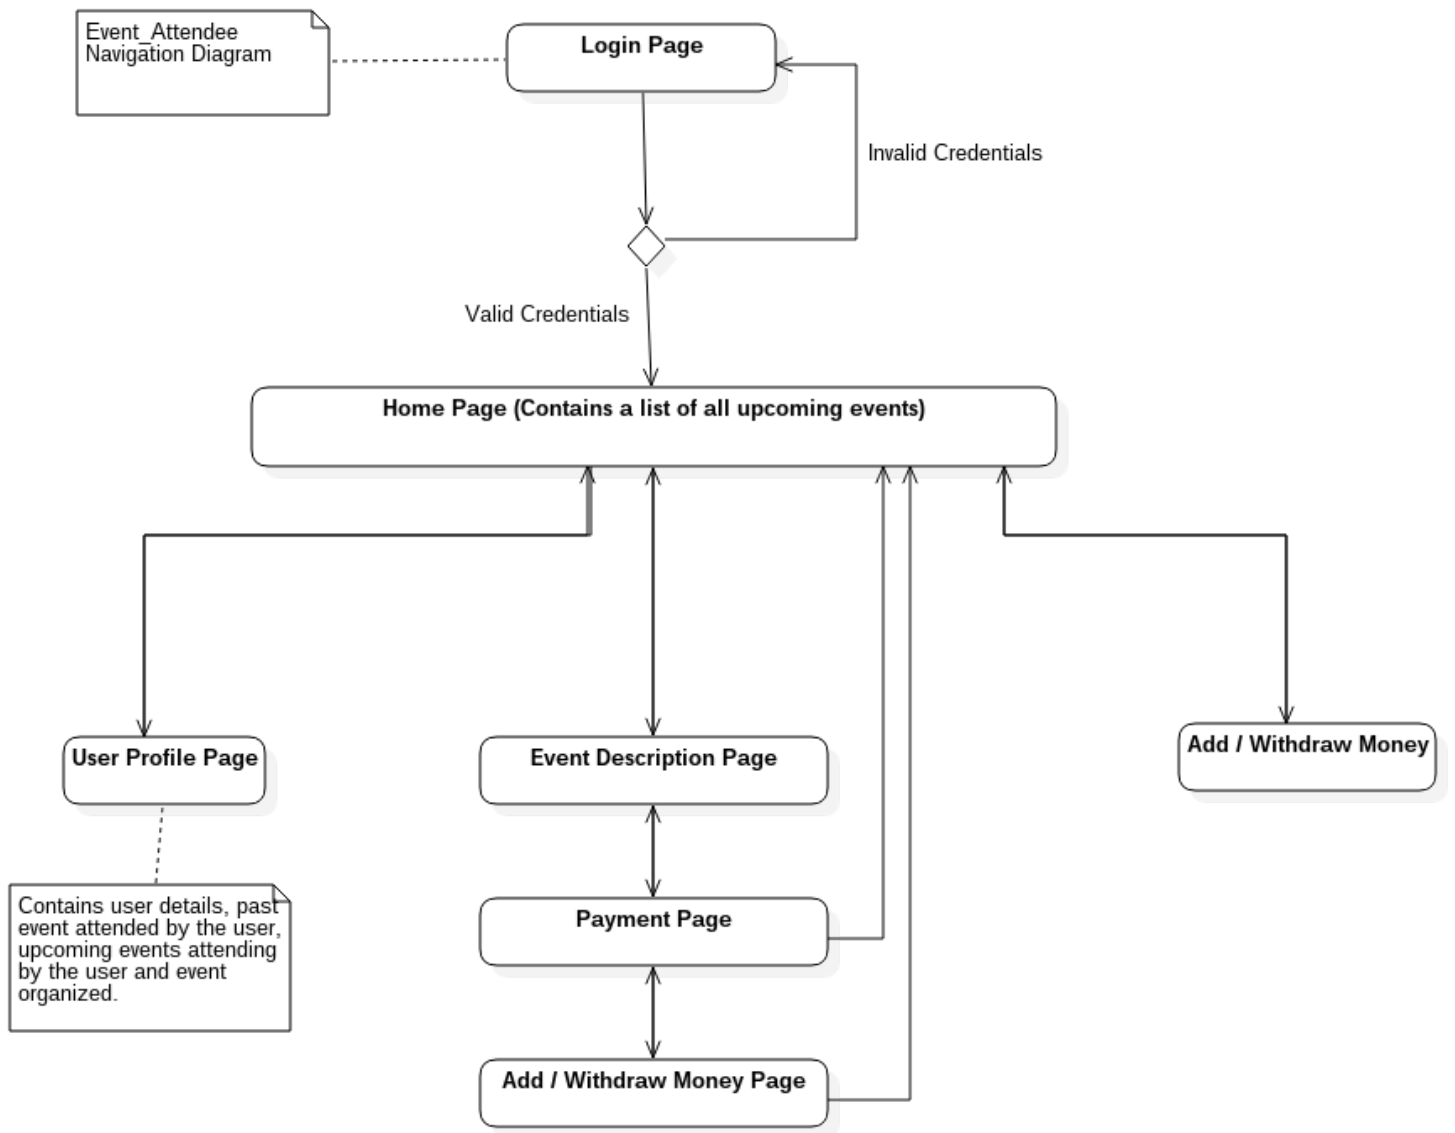 Event_Attendee
Navigation Diagram
Login Page
Invalid Credentials
Valid Credentials
Home Page (Contains a list of all upcoming events)
User Profile Page
Event Description Page
Add / Withdraw Money
Contains user details, past
event attended by the user,
upcoming events attending
by the user and event
organized.
Payment Page
Add / Withdraw Money Page